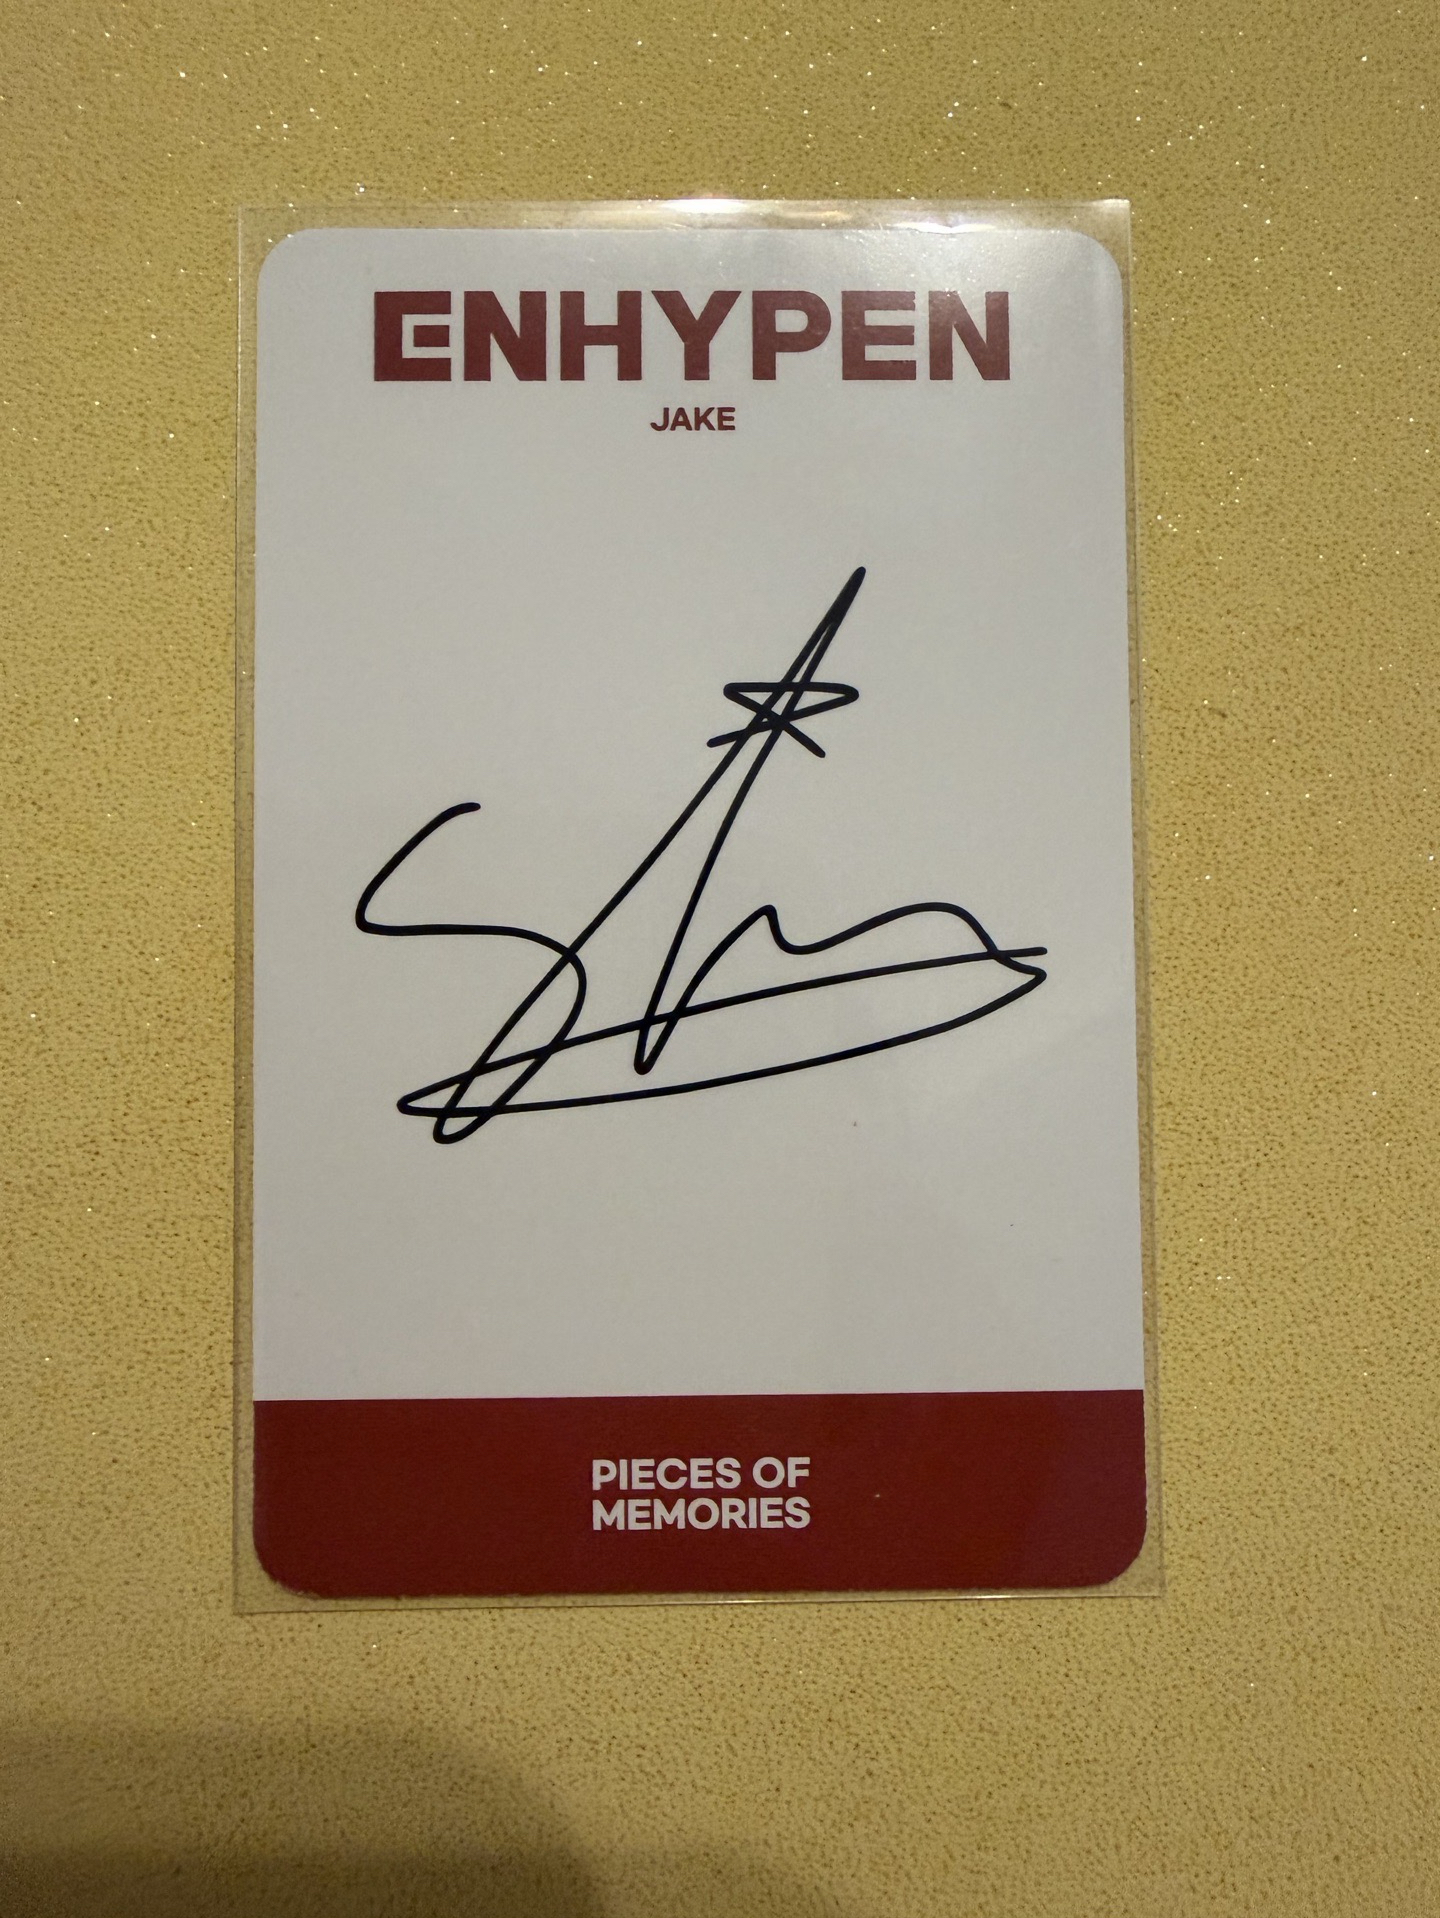 ENHYPEN
JAKE
PIECES OF
MEMORIES